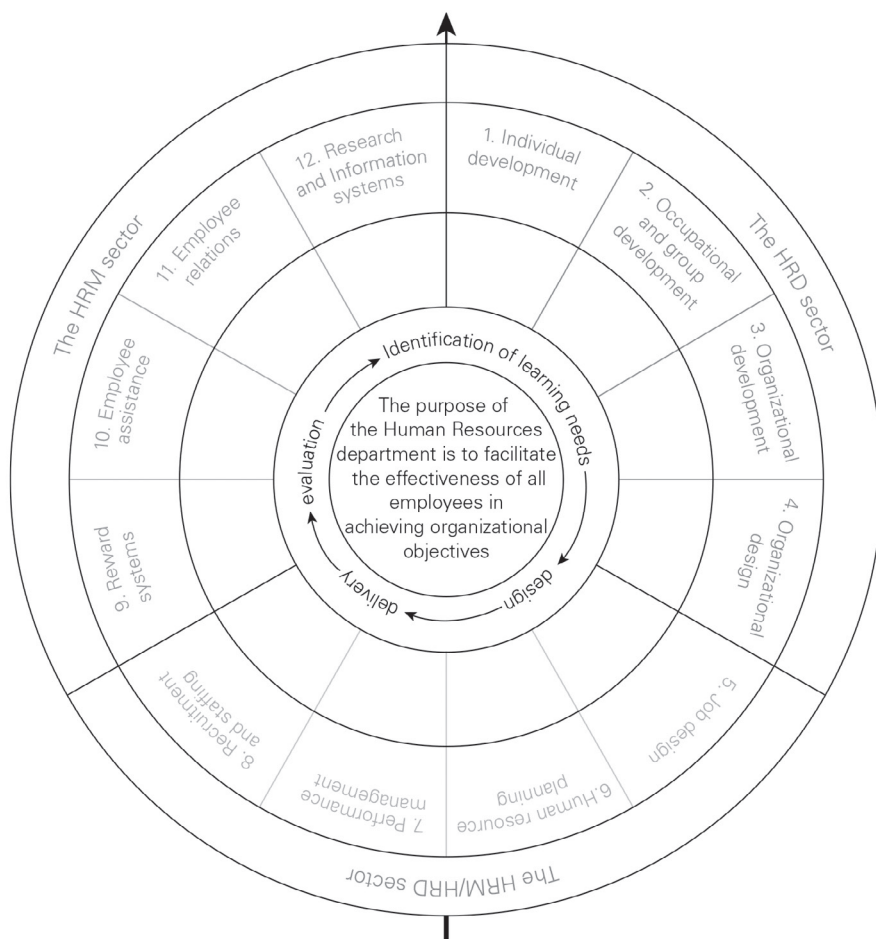 The HRM sector
The HRD sector
1. Individual
development
2. Occupational
and group
development
3. Organizational
development
4. Organizational
design
5. Job design
6.Human resource
planning
7. Performance
management
8. Recruitment
and staffing
9. Reward
systems
10. Employee
assistance
11. Employee
relations
12. Research
and Information
systems
The HRM/HRD sector
Identification of learning needs
design
delivery
evaluation
The purpose of
the Human Resources
department is to facilitate
the effectiveness of all
employees in
achieving organizational
objectives